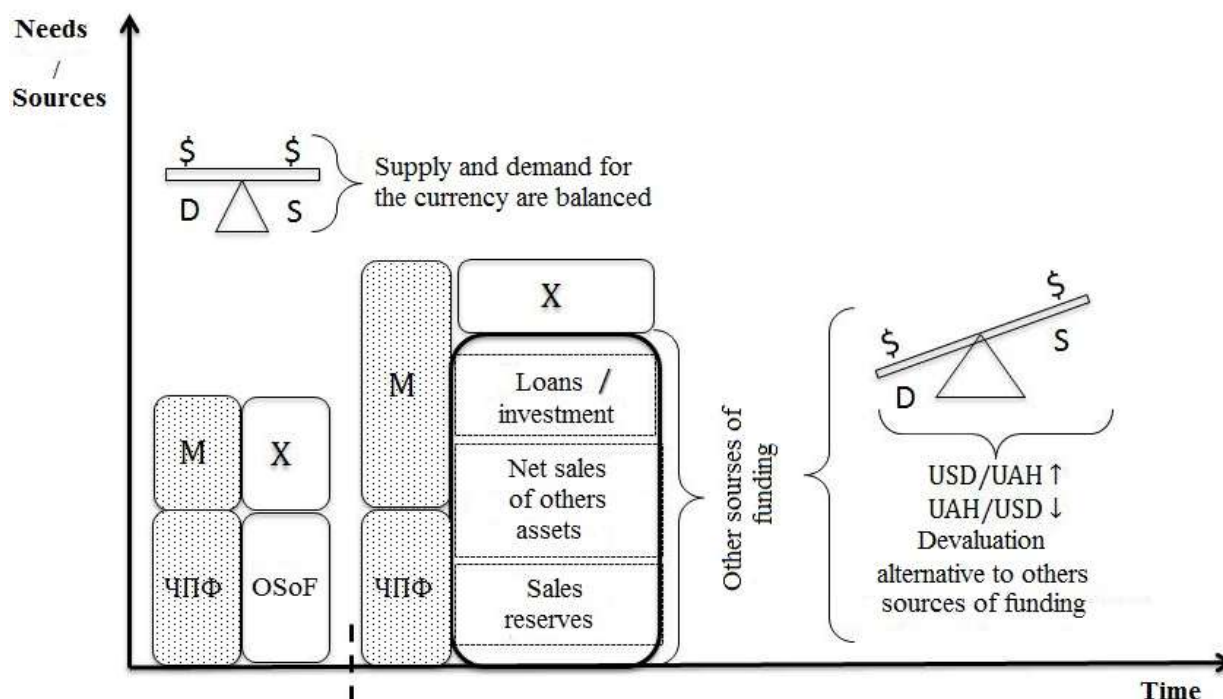 Needs
/
Sources
$ $
D S
Supply and demand for
the currency are balanced
M
X
ЧПФ
OSoF
M
ЧПФ
X
Loans /
investment
Net sales
of others
assets
Sales
reserves
Other sourses of
funding
$
$
S
D
USD/UAH ↑
UAH/USD ↓
Devaluation
alternative to others
sources of funding
Time